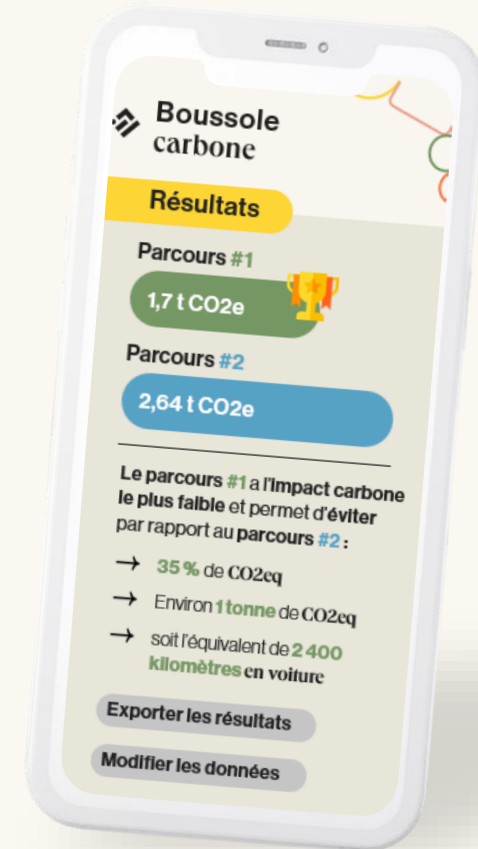 Boussole
carbone
Résultats
Parcours #1
1,7 t CO2e
Parcours #2
2,64 t CO2e
Le parcours #1 a l'impact carbone
le plus faible et permet d'éviter
par rapport au parcours #2 :
→ 35 % de CO2eq
→ Environ 1 tonne de CO2eq
→ soit l'équivalent de 2 400
kilomètres en voiture
Exporter les résultats
Modifier les données